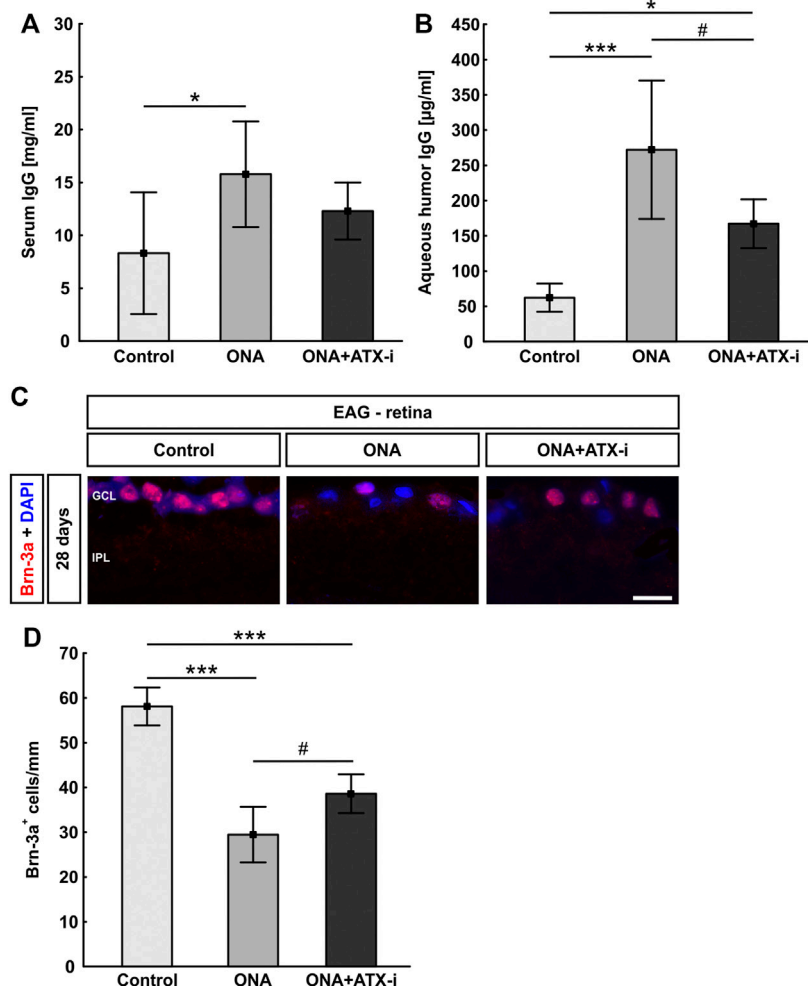 A
Serum IgG [mg/ml]
30
25
20
15
10
5
0
*
Control ONA ONA+ATX-i
B
Aqueous humor IgG [µg/ml]
450
400
350
300
250
200
150
100
50
0
*
***
#
Control ONA ONA+ATX-i
C
EAG - retina
Control ONA ONA+ATX-i
Brn-3a + DAPI
28 days
GCL
IPL
D
Brn-3a⁺ cells/mm
70
60
50
40
30
20
10
0
***
***
#
Control ONA ONA+ATX-i